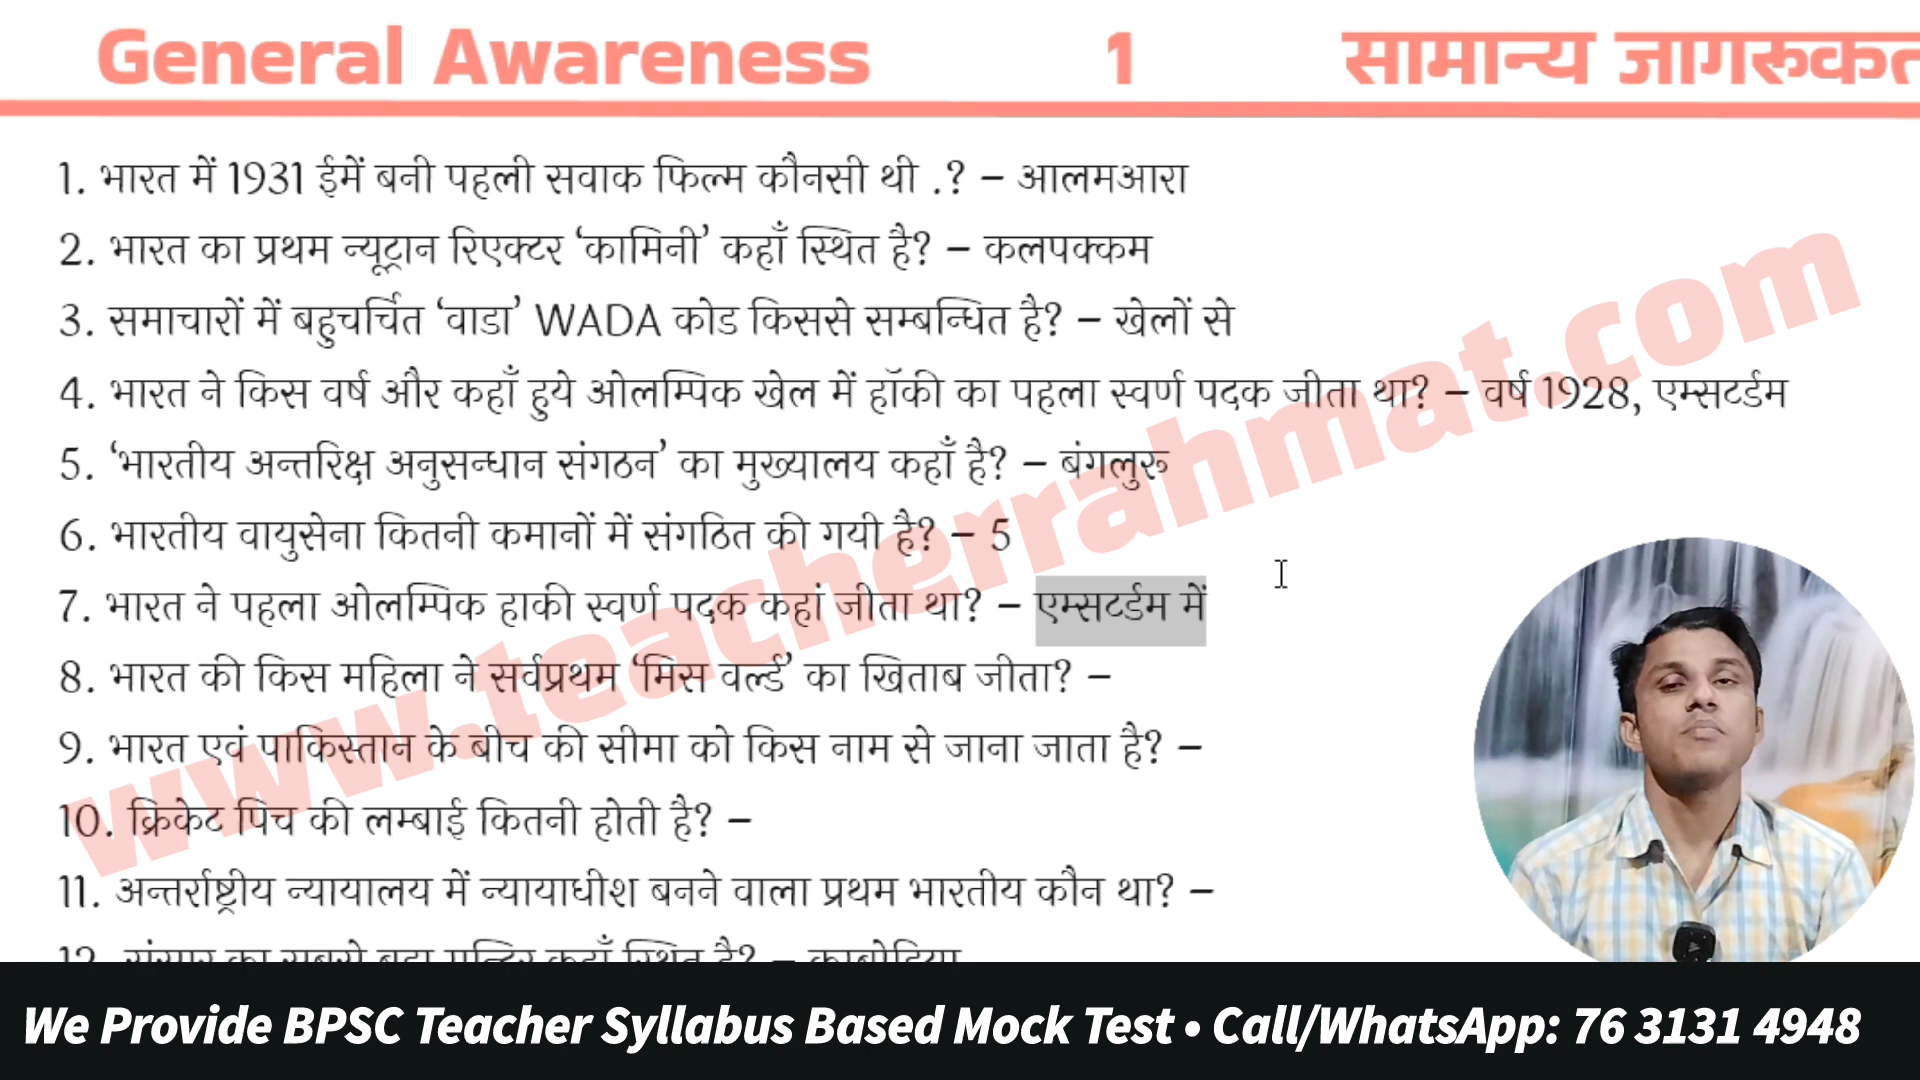 General Awareness 1 सामान्य जागरूकत
1. भारत में 1931 ईमें बनी पहली सवाक फिल्म कौनसी थी .? – आलमआरा
2. भारत का प्रथम न्यूट्रान रिएक्टर ‘कामिनी’ कहाँ स्थित है? – कलपक्कम
3. समाचारों में बहुचर्चित ‘वाडा’ WADA कोड किससे सम्बन्धित है? – खेलों से
4. भारत ने किस वर्ष और कहाँ हुये ओलम्पिक खेल में हॉकी का पहला स्वर्ण पदक जीता था? – वर्ष 1928, एम्सटर्डम
5. ‘भारतीय अन्तरिक्ष अनुसन्धान संगठन’ का मुख्यालय कहाँ है? – बंगलुरू
6. भारतीय वायुसेना कितनी कमानों में संगठित की गयी है? – 5
7. भारत ने पहला ओलम्पिक हाकी स्वर्ण पदक कहां जीता था? – एम्सटर्डम में
8. भारत की किस महिला ने सर्वप्रथम ‘मिस वर्ल्ड’ का खिताब जीता? –
9. भारत एवं पाकिस्तान के बीच की सीमा को किस नाम से जाना जाता है? –
10. क्रिकेट पिच की लम्बाई कितनी होती है? –
11. अन्तर्राष्ट्रीय न्यायालय में न्यायाधीश बनने वाला प्रथम भारतीय कौन था? –
12. संसार का सबसे बड़ा मन्दिर कहाँ स्थित है? –
www.teacherrahmat.com
We Provide BPSC Teacher Syllabus Based Mock Test • Call/WhatsApp: 76 3131 4948